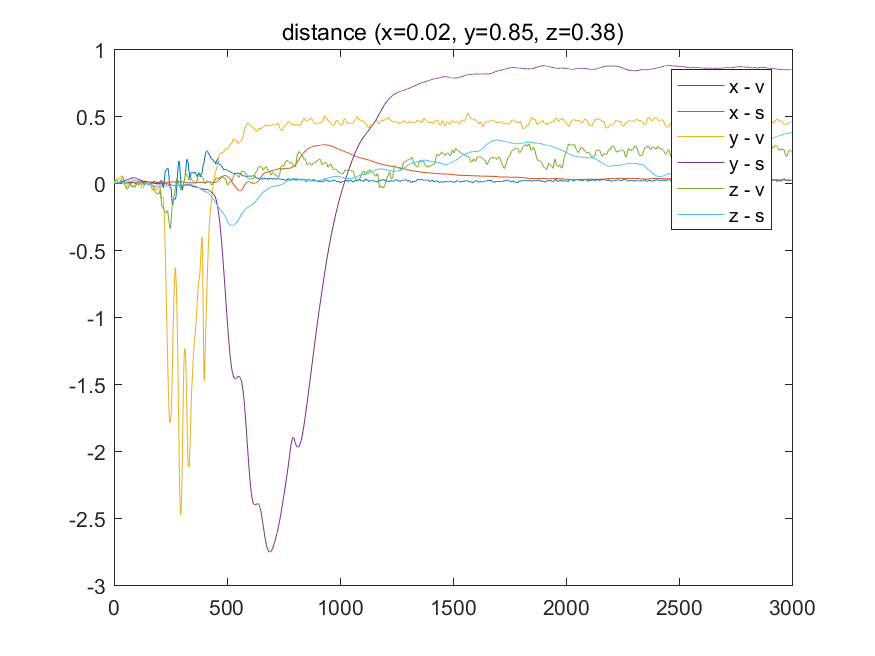 distance (x=0.02, y=0.85, z=0.38)
1
0.5
0
-0.5
-1
-1.5
-2
-2.5
-3
0 500 1000 1500 2000 2500 3000
x - v
x - s
y - v
y - s
z - v
z - s